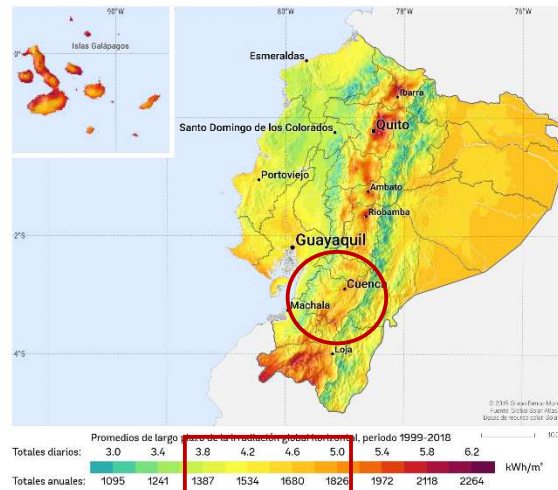 90°W
Islas Galápagos
0°
80°W
78°W
76°W
Esmeraldas
Ibarra
Quito
Santo Domingo de los Colorados
Portoviejo
Ambato
Riobamba
2°S
Guayaquil
Cuenca
Machala
Loja
4°S
Promedios de largo plazo de la irradiación global horizontal, periodo 1999-2018
Totales diarios: 3.0 3.4 3.8 4.2 4.6 5.0 5.4 5.8 6.2
kWh/m²
Totales anuales: 1095 1241 1387 1534 1680 1826 1972 2118 2264